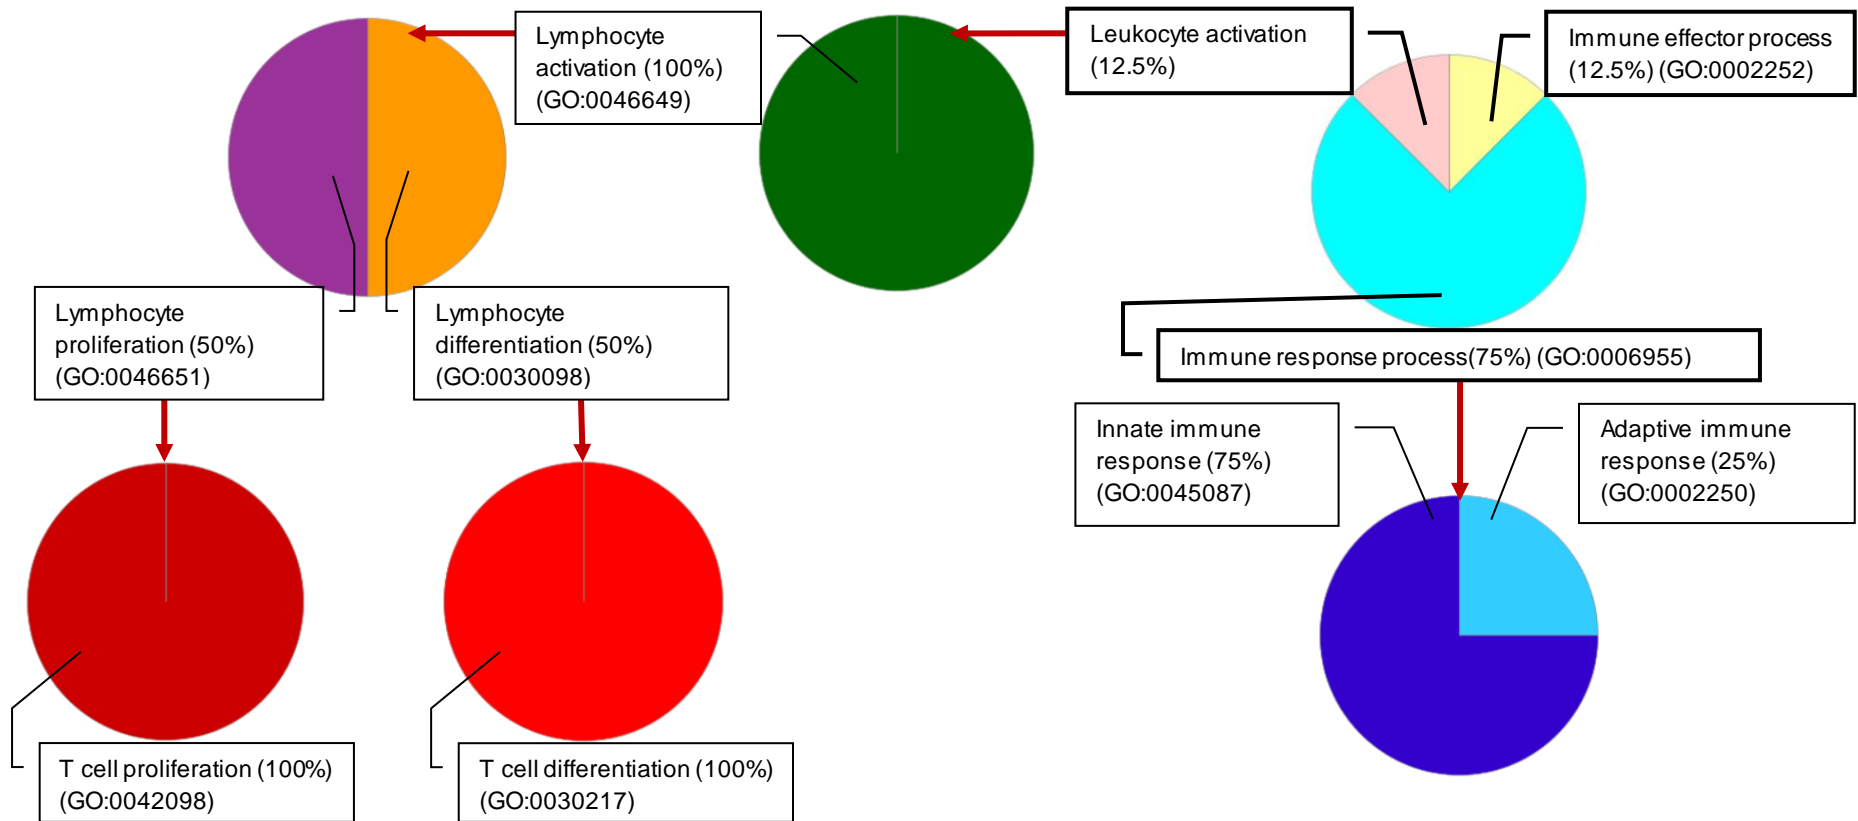 Lymphocyte
activation (100%)
(GO:0046649)
Leukocyte activation
(12.5%)
Immune effector process
(12.5%) (GO:0002252)
Lymphocyte
proliferation (50%)
(GO:0046651)
Lymphocyte
differentiation (50%)
(GO:0030098)
Immune response process(75%) (GO:0006955)
Innate immune
response (75%)
(GO:0045087)
Adaptive immune
response (25%)
(GO:0002250)
T cell proliferation (100%)
(GO:0042098)
T cell differentiation (100%)
(GO:0030217)